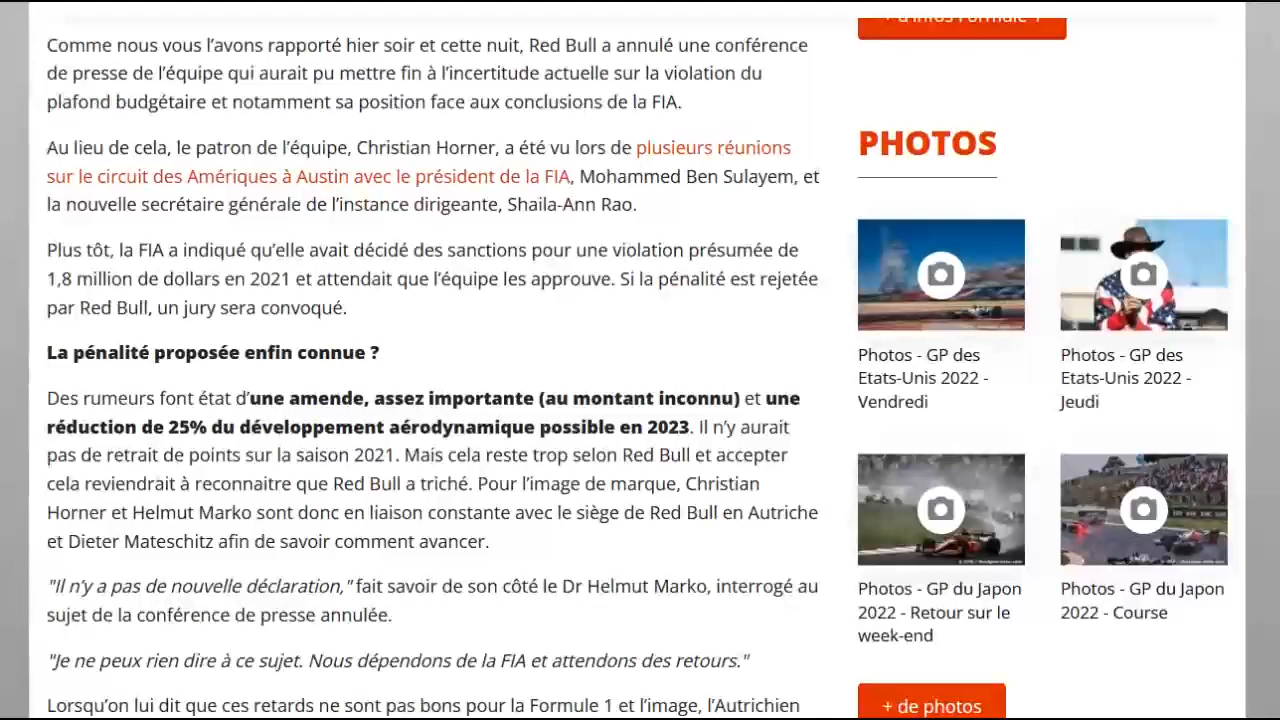 Comme nous vous l’avons rapporté hier soir et cette nuit, Red Bull a annulé une conférence
de presse de l’équipe qui aurait pu mettre fin à l’incertitude actuelle sur la violation du
plafond budgétaire et notamment sa position face aux conclusions de la FIA.
Au lieu de cela, le patron de l’équipe, Christian Horner, a été vu lors de plusieurs réunions
sur le circuit des Amériques à Austin avec le président de la FIA, Mohammed Ben Sulayem, et
la nouvelle secrétaire générale de l’instance dirigeante, Shaila-Ann Rao.
Plus tôt, la FIA a indiqué qu’elle avait décidé des sanctions pour une violation présumée de
1,8 million de dollars en 2021 et attendait que l’équipe les approuve. Si la pénalité est rejetée
par Red Bull, un jury sera convoqué.
La pénalité proposée enfin connue ?
Des rumeurs font état d’une amende, assez importante (au montant inconnu) et une
réduction de 25% du développement aérodynamique possible en 2023. Il n’y aurait
pas de retrait de points sur la saison 2021. Mais cela reste trop selon Red Bull et accepter
cela reviendrait à reconnaitre que Red Bull a triché. Pour l’image de marque, Christian
Horner et Helmut Marko sont donc en liaison constante avec le siège de Red Bull en Autriche
et Dieter Mateschitz afin de savoir comment avancer.
"Il n’y a pas de nouvelle déclaration," fait savoir de son côté le Dr Helmut Marko, interrogé au
sujet de la conférence de presse annulée.
"Je ne peux rien dire à ce sujet. Nous dépendons de la FIA et attendons des retours."
Lorsqu’on lui dit que ces retards ne sont pas bons pour la Formule 1 et l’image, l’Autrichien
+ d'infos Formule 1
PHOTOS
Photos - GP des
Etats-Unis 2022 -
Vendredi
Photos - GP des
Etats-Unis 2022 -
Jeudi
Photos - GP du Japon
2022 - Retour sur le
week-end
Photos - GP du Japon
2022 - Course
+ de photos